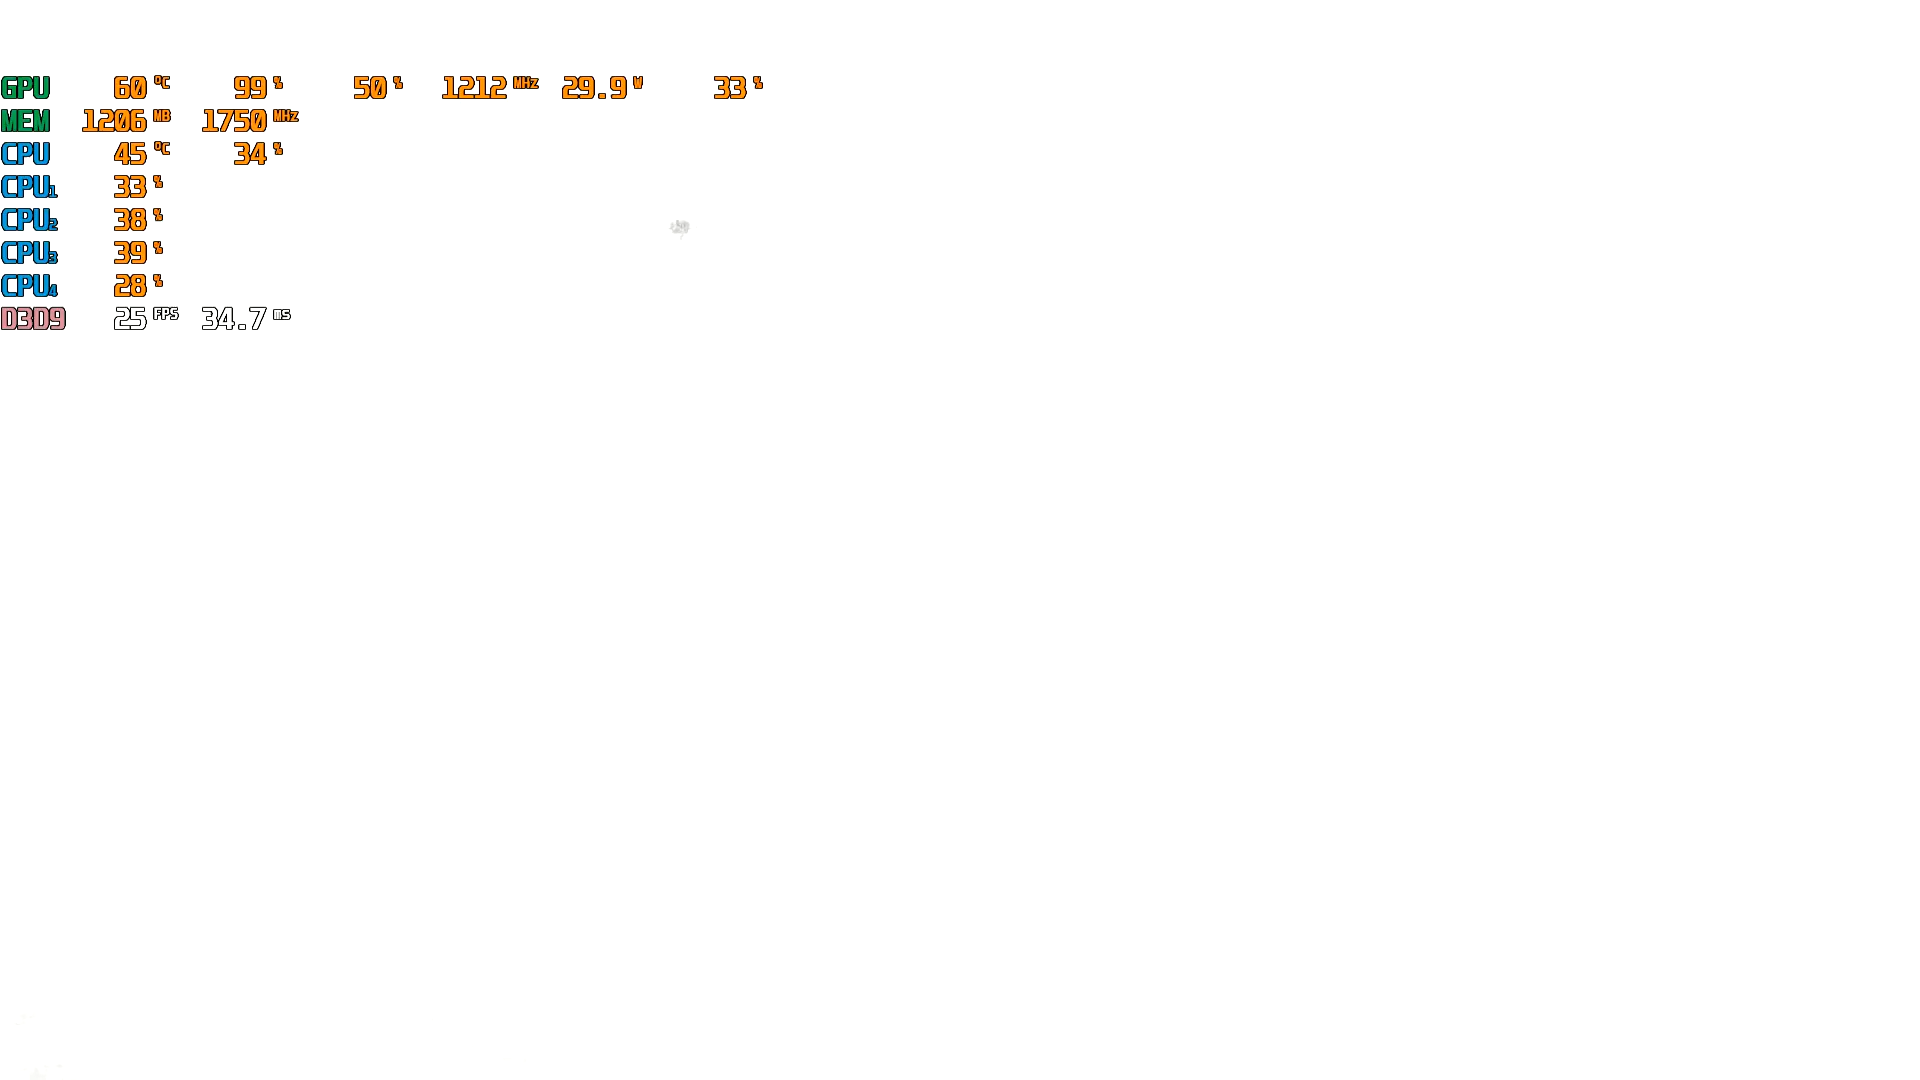 GPU 60 °C 99 % 50 % 1212 MHz 29.9 W 33 %
MEM 1206 MB 1750 MHz
CPU 45 °C 34 %
CPU1 33 %
CPU2 38 %
CPU3 39 %
CPU4 28 %
D3D9 25 FPS 34.7 ms